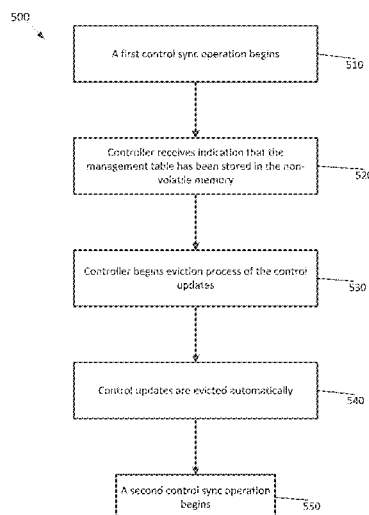 500
A first control sync operation begins
510
Controller receives indication that the
management table has been stored in the non-
volatile memory
520
Controller begins eviction process of the control
updates
530
Control updates are evicted automatically
540
A second control sync operation
begins
550